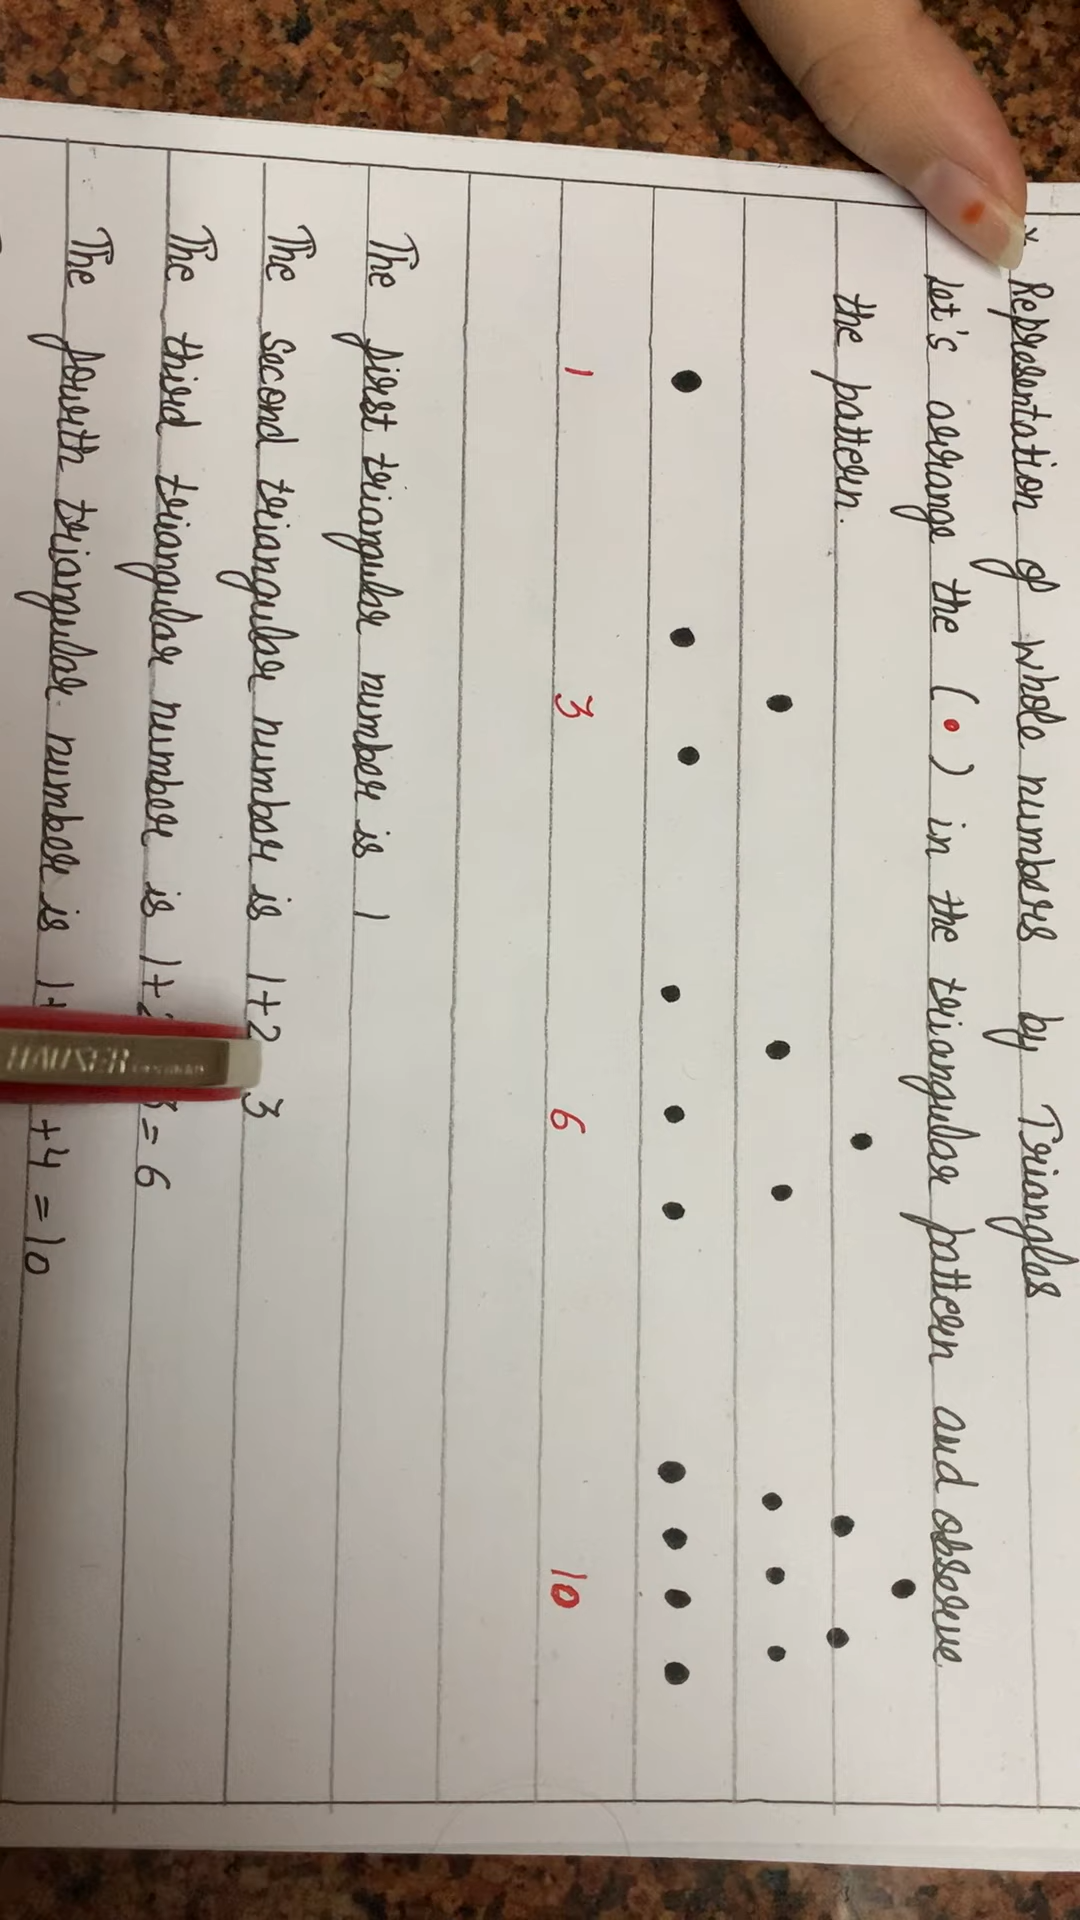 Representation of whole numbers by Triangles
Let's arrange the (•) in the triangular pattern and observe
the pattern.
1 3 6 10
The first triangular number is 1
The second triangular number is 1+2 3
The third triangular number is 1+ 3 = 6
The fourth triangular number is 1+ +4 = 10
HAUSER